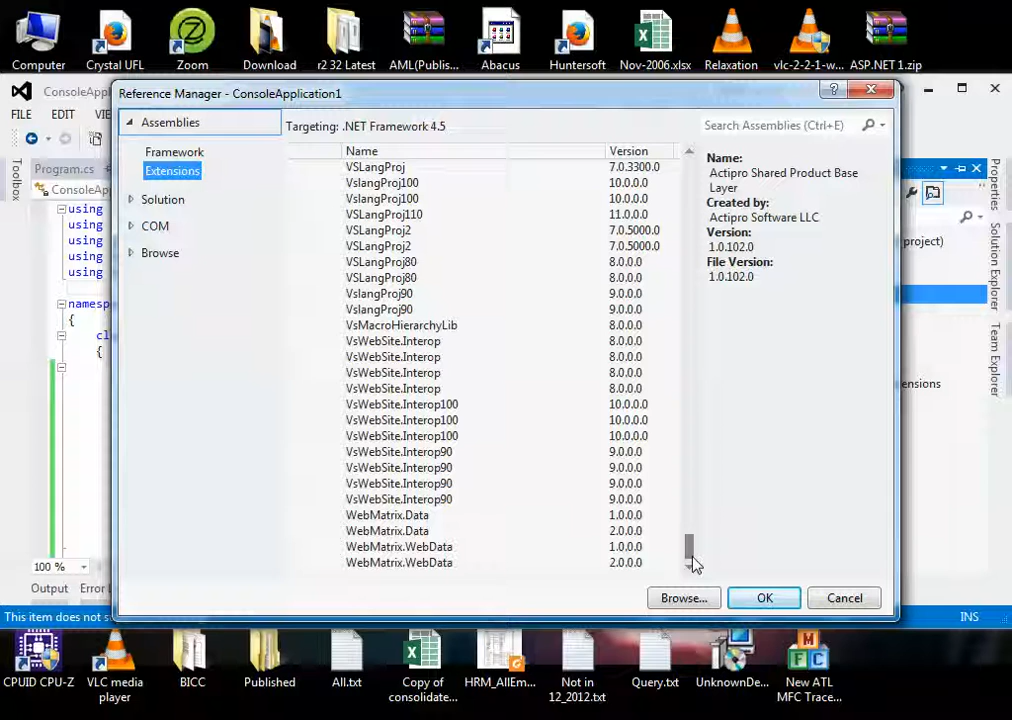 Computer
Crystal UFL
Zoom
Download
r2 32 Latest
AML(Publis...
Abacus
Huntersoft
Nov-2006.xlsx
Relaxation
vlc-2-2-1-w...
ASP.NET 1.zip
ConsoleAp
FILE
EDIT
VIE
Toolbox
Program.cs
ConsoleAp
using
using
using
using
using
namesp
{
cl
{
100 %
Output
Error
This item does not s
INS
Reference Manager - ConsoleApplication1
Assemblies
Framework
Extensions
Solution
COM
Browse
Targeting: .NET Framework 4.5
Search Assemblies (Ctrl+E)
Name Version
VSLangProj 7.0.3300.0
VslangProj100 10.0.0.0
VslangProj100 10.0.0.0
VSLangProj110 11.0.0.0
VSLangProj2 7.0.5000.0
VSLangProj2 7.0.5000.0
VSLangProj80 8.0.0.0
VSLangProj80 8.0.0.0
VslangProj90 9.0.0.0
VslangProj90 9.0.0.0
VsMacroHierarchyLib 8.0.0.0
VsWebSite.Interop 8.0.0.0
VsWebSite.Interop 8.0.0.0
VsWebSite.Interop 8.0.0.0
VsWebSite.Interop 8.0.0.0
VsWebSite.Interop100 10.0.0.0
VsWebSite.Interop100 10.0.0.0
VsWebSite.Interop100 10.0.0.0
VsWebSite.Interop90 9.0.0.0
VsWebSite.Interop90 9.0.0.0
VsWebSite.Interop90 9.0.0.0
VsWebSite.Interop90 9.0.0.0
WebMatrix.Data 1.0.0.0
WebMatrix.Data 2.0.0.0
WebMatrix.WebData 1.0.0.0
WebMatrix.WebData 2.0.0.0
Name:
Actipro Shared Product Base
Layer
Created by:
Actipro Software LLC
Version:
1.0.102.0
File Version:
1.0.102.0
Browse...
OK
Cancel
project)
ensions
Properties
Solution Explorer
Team Explorer
CPUID CPU-Z
VLC media
player
BICC
Published
All.txt
Copy of
consolidate...
HRM_AllEm...
Not in
12_2012.txt
Query.txt
UnknownDe...
New ATL
MFC Trace...